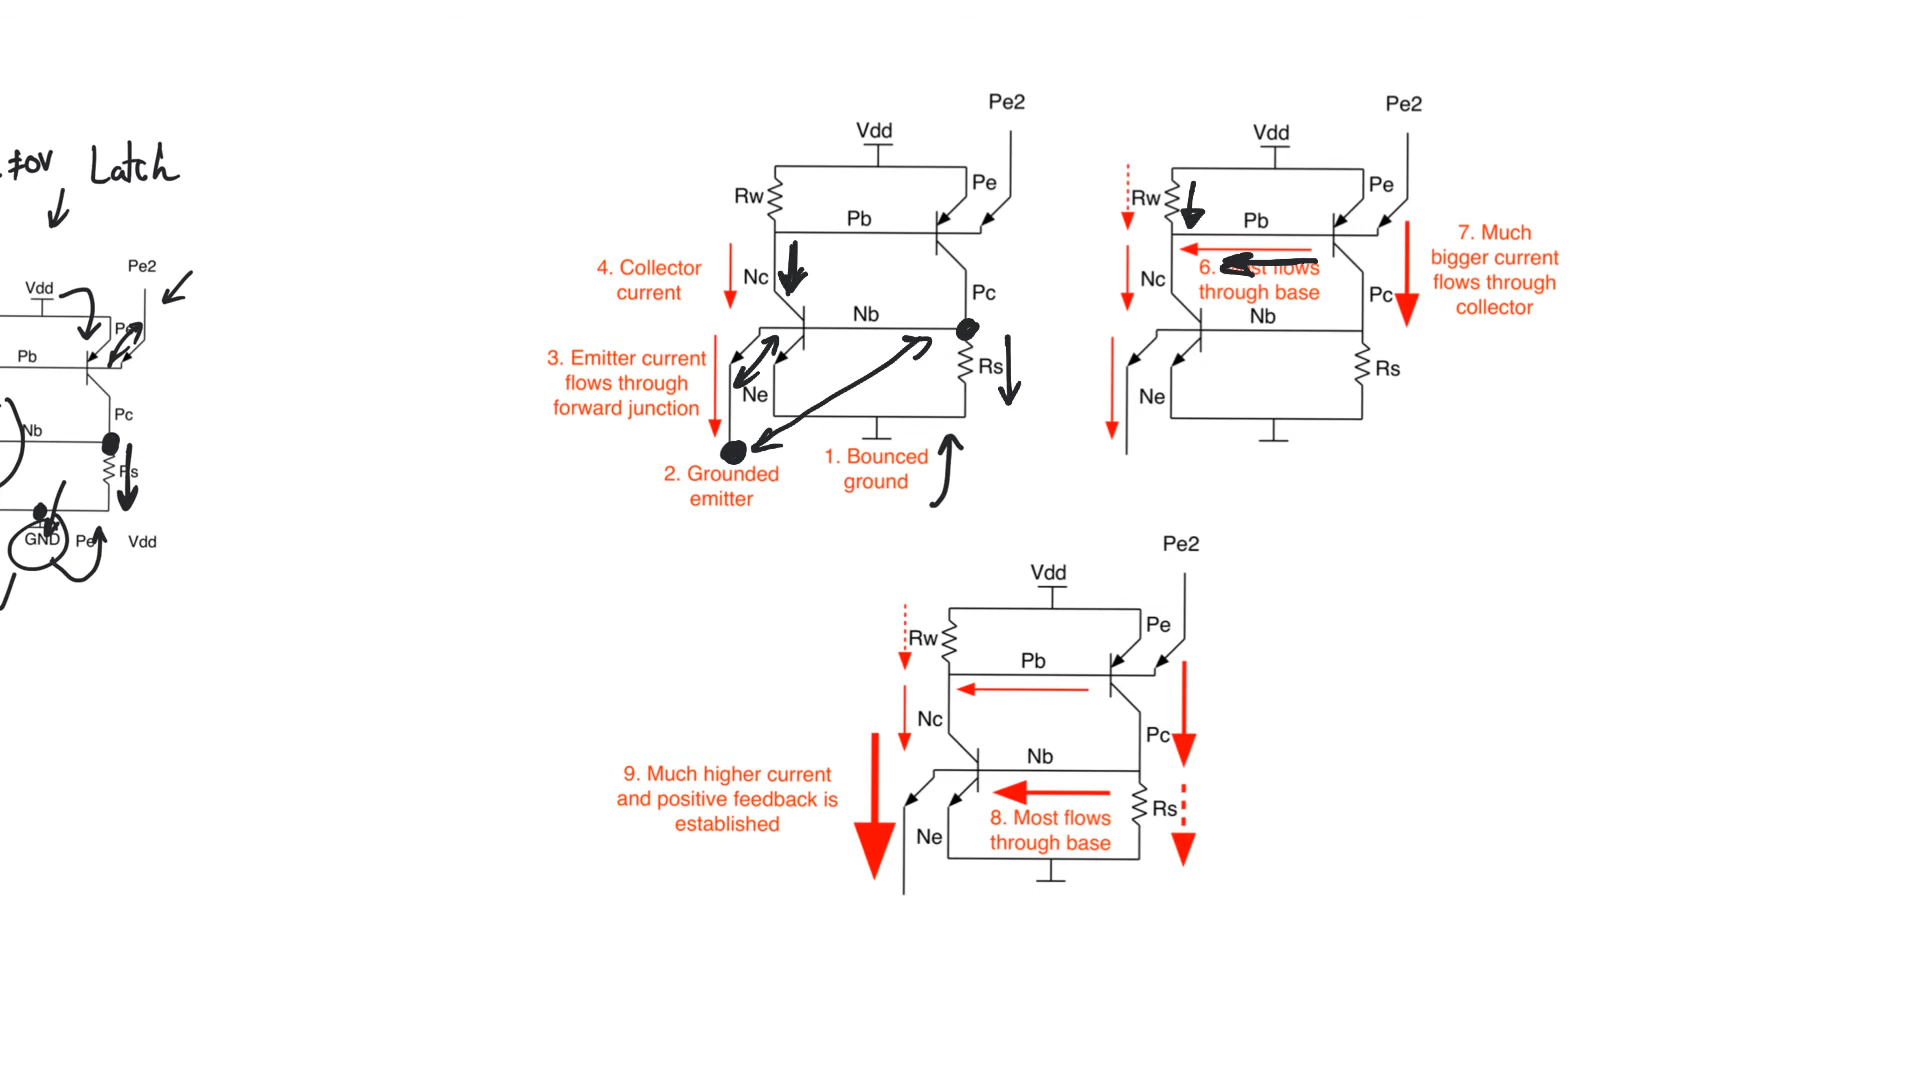 for Latch
Pe2
Vdd
Pe
Pb
Pc
Nb
Rs
GND
Pe
Vdd
Pe2
Vdd
Rw
Pe
Pb
4. Collector
current
Nc
Pc
Nb
3. Emitter current
flows through
forward junction
Rs
Ne
2. Grounded
emitter
1. Bounced
ground
Pe2
Vdd
Rw
Pe
Pb
7. Much
bigger current
flows through
collector
6. Most flows
through base
Nc
Pc
Nb
Rs
Ne
Pe2
Vdd
Rw
Pe
Pb
Nc
Pc
Nb
9. Much higher current
and positive feedback is
established
Rs
8. Most flows
through base
Ne